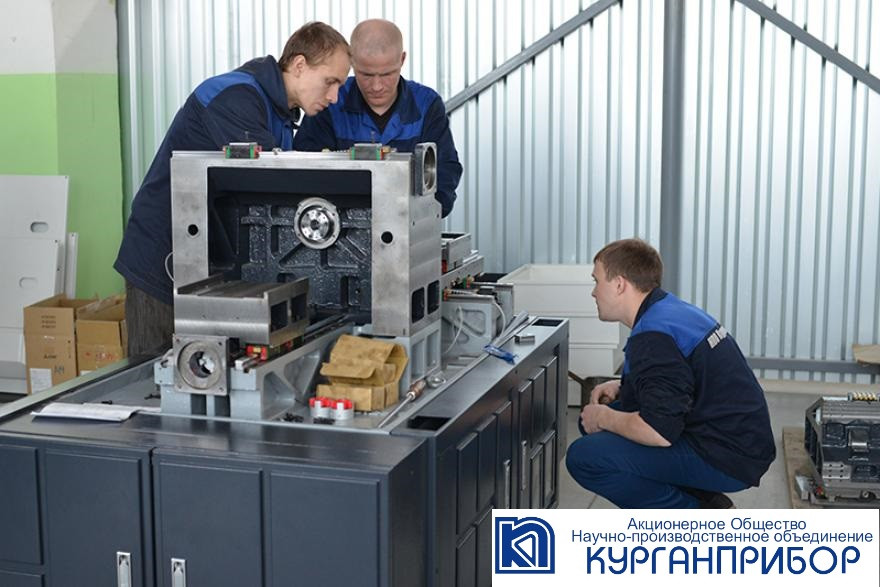 Акционерное Общество
Научно-производственное объединение
КУРГАНПРИБОР